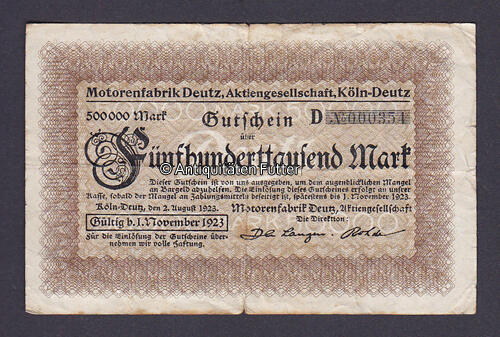 Motorenfabrik Deutz, Aktiengesellschaft, Köln-Deutz
500000 Mark Gutschein D № 000354
über
Fünfhunderttausend Mark
© Antiquitäten Futter
Dieser Gutschein ist von uns ausgegeben, um dem augenblicklichen Mangel
an Bargeld abzuhelfen. Die Einlösung dieses Gutscheines erfolgt an unserer
Kasse, sobald der Mangel an Zahlungsmitteln beseitigt ist, spätestens bis 1. November 1923.
Köln-Deutz, den 2. August 1923. Motorenfabrik Deutz, Aktiengesellschaft
Gültig b. 1. November 1923 Die Direktion:
Für die Einlösung der Gutscheine über-
nehmen wir volle Haftung.